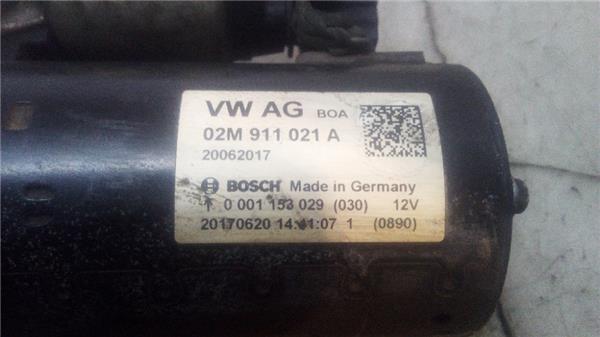 VW AG BOA
02M 911 021 A
20062017
BOSCH Made in Germany
↑ 0 001 153 029 (030) 12V
20170620 14:41:07 1 (0890)